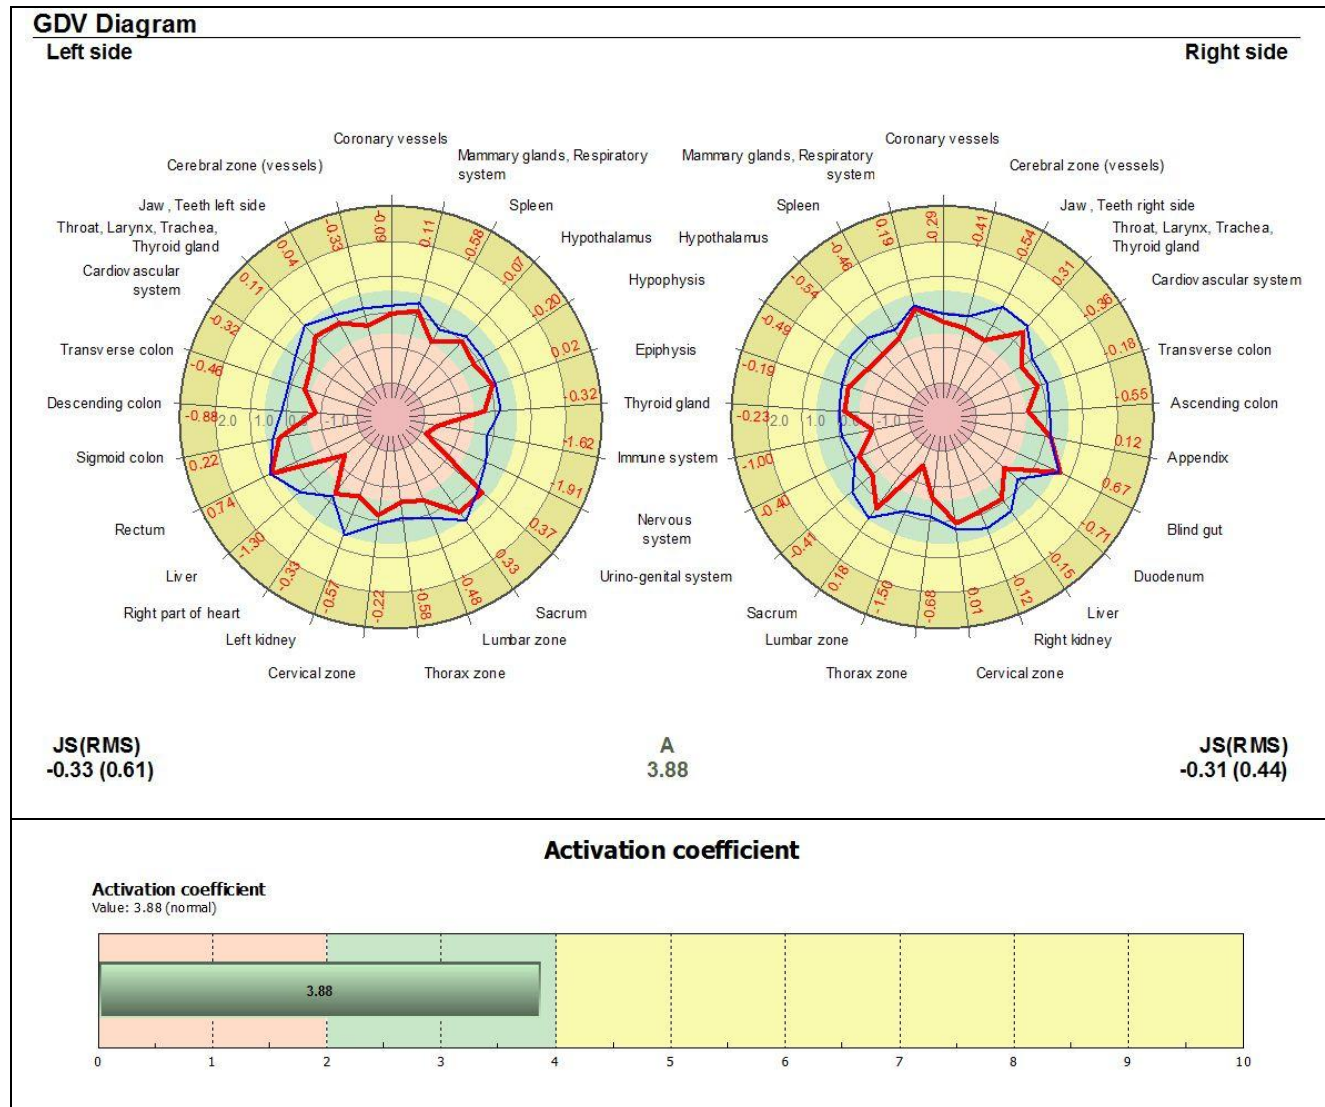 GDV Diagram
Left side
Right side
Coronary vessels
Cerebral zone (vessels)
Mammary glands, Respiratory
system
Jaw, Teeth left side
Spleen
Throat, Larynx, Trachea,
Thyroid gland
Hypothalamus
Cardiovascular
system
Hypophysis
Transverse colon
Epiphysis
Descending colon
Thyroid gland
Sigmoid colon
Immune system
Rectum
Nervous
system
Liver
Urino-genital system
Right part of heart
Sacrum
Left kidney
Lumbar zone
Cervical zone
Thorax zone
-0.09
0.11
-0.58
-0.07
-0.20
0.02
-0.32
-1.62
-1.91
0.37
0.33
-0.48
-0.58
-0.22
-0.57
-0.33
-1.30
0.74
0.22
-0.88
-0.46
-0.32
0.11
0.04
-0.33
2.0 1.0 0.0 -1.0
Coronary vessels
Mammary glands, Respiratory
system
Cerebral zone (vessels)
Spleen
Jaw, Teeth right side
Hypothalamus
Throat, Larynx, Trachea,
Thyroid gland
Cardiovascular system
Transverse colon
Ascending colon
Appendix
Blind gut
Duodenum
Liver
Right kidney
Cervical zone
Thorax zone
Lumbar zone
Sacrum
-0.29
-0.41
-0.54
0.31
-0.36
-0.18
-0.55
0.12
0.67
-0.71
-0.15
-0.12
0.01
-0.68
-1.50
0.18
-0.41
-0.40
-1.00
-0.23
-0.19
-0.49
-0.54
-0.46
0.19
2.0 1.0 0.0 -1.0
JS(RMS)
-0.33 (0.61)
A
3.88
JS(RMS)
-0.31 (0.44)
Activation coefficient
Activation coefficient
Value: 3.88 (normal)
3.88
0 1 2 3 4 5 6 7 8 9 10